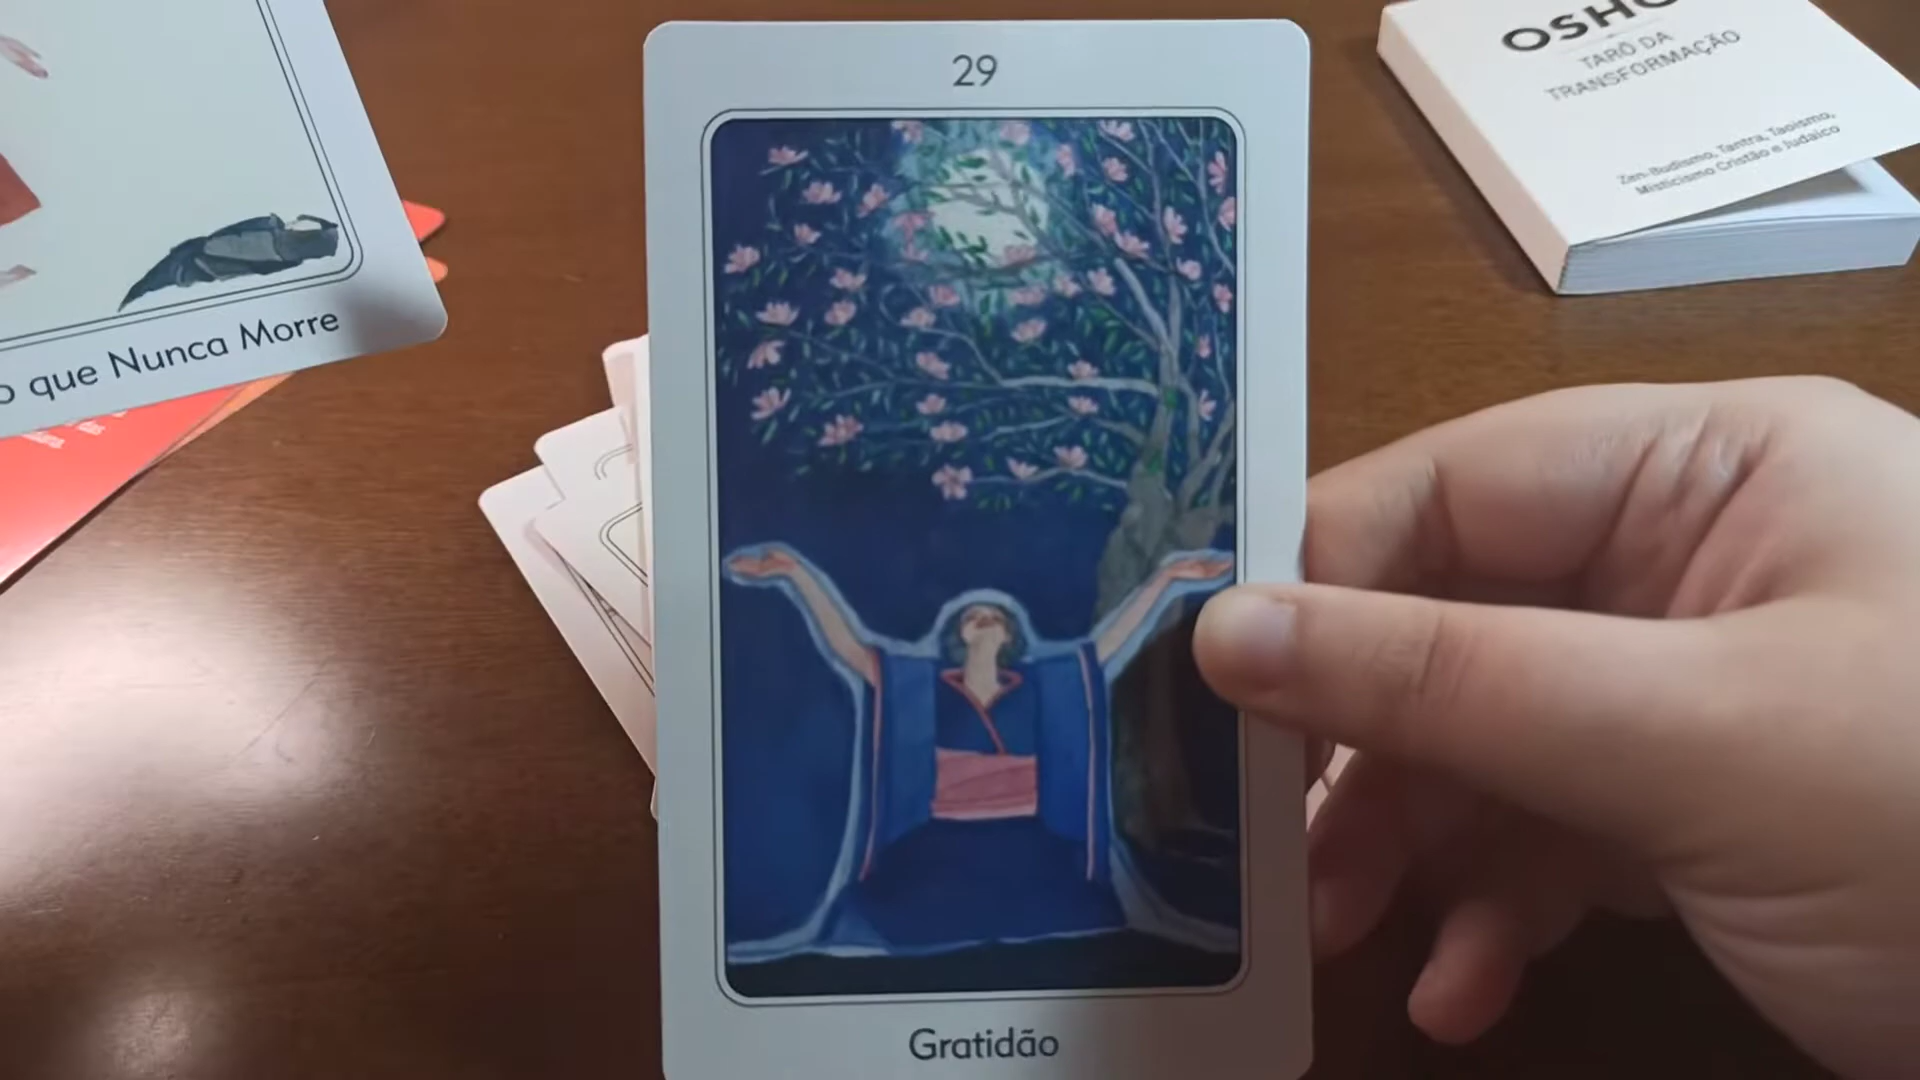 29
Gratidão
o que Nunca Morre
OSHO
TARÔ DA
TRANSFORMAÇÃO
Zen-Budismo, Tantra, Taoismo,
Misticismo Cristão e Judaico